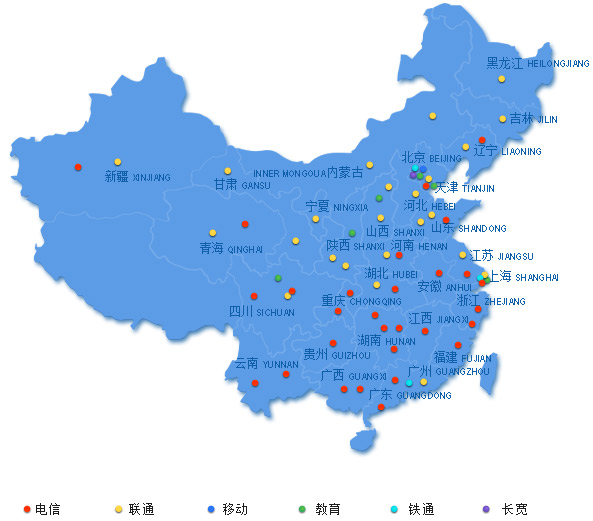 黑龙江 HEILONGJIANG
吉林 JILIN
辽宁 LIAONING
北京 BEIJING
INNER MONGOUA 内蒙古
新疆 XINJIANG
甘肃 GANSU
天津 TIANJIN
宁夏 NINGXIA
河北 HEBEI
山西 SHANXI
山东 SHANDONG
青海 QINGHAI
陕西 SHANXI
河南 HENAN
江苏 JIANGSU
湖北 HUBEI
上海 SHANGHAI
安徽 ANHUI
四川 SICHUAN
重庆 CHONGQING
浙江 ZHEJIANG
江西 JIANGXI
湖南 HUNAN
贵州 GUIZHOU
福建 FUJIAN
云南 YUNNAN
广西 GUANGXI
广州 GUANGZHOU
广东 GUANGDONG
电信 联通 移动 教育 铁通 长宽